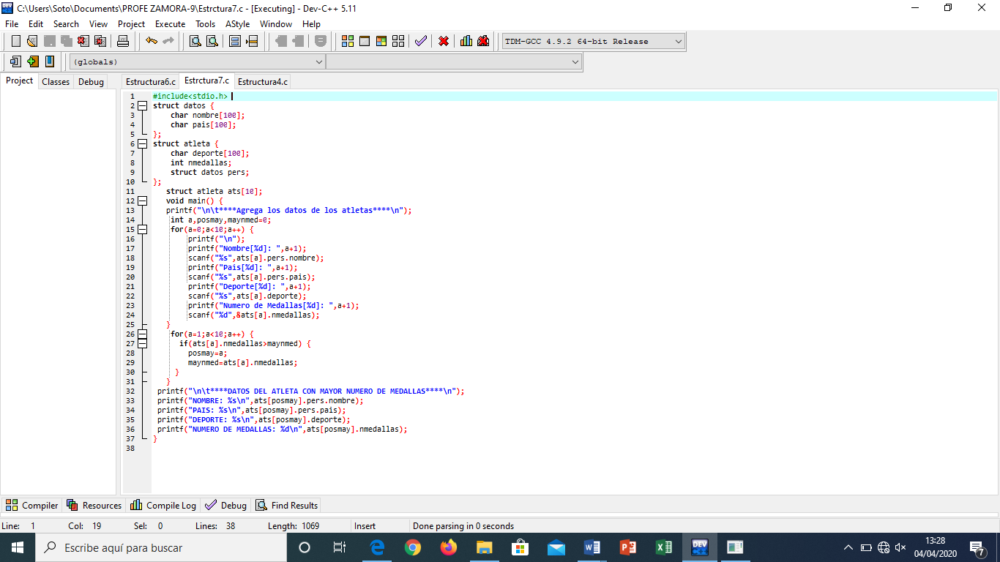 C:\Users\Soto\Documents\PROFE ZAMORA-9\Estrctura7.c - [Executing] - Dev-C++ 5.11
File Edit Search View Project Execute Tools AStyle Window Help
TDM-GCC 4.9.2 64-bit Release
(globals)
Project Classes Debug
Estructura6.c Estrctura7.c Estructura4.c
1 #include<stdio.h>
2 struct datos {
3 char nombre[100];
4 char pais[100];
5 };
6 struct atleta {
7 char deporte[100];
8 int nmedallas;
9 struct datos pers;
10 };
11 struct atleta ats[10];
12 void main() {
13 printf("\n\t****Agrega los datos de los atletas****\n");
14 int a,posmay,maynmed=0;
15 for(a=0;a<10;a++) {
16 printf("\n");
17 printf("Nombre[%d]: ",a+1);
18 scanf("%s",ats[a].pers.nombre);
19 printf("Pais[%d]: ",a+1);
20 scanf("%s",ats[a].pers.pais);
21 printf("Deporte[%d]: ",a+1);
22 scanf("%s",ats[a].deporte);
23 printf("Numero de Medallas[%d]: ",a+1);
24 scanf("%d",&ats[a].nmedallas);
25 }
26 for(a=1;a<10;a++) {
27 if(ats[a].nmedallas>maynmed) {
28 posmay=a;
29 maynmed=ats[a].nmedallas;
30 }
31 }
32 printf("\n\t****DATOS DEL ATLETA CON MAYOR NUMERO DE MEDALLAS****\n");
33 printf("NOMBRE: %s\n",ats[posmay].pers.nombre);
34 printf("PAIS: %s\n",ats[posmay].pers.pais);
35 printf("DEPORTE: %s\n",ats[posmay].deporte);
36 printf("NUMERO DE MEDALLAS: %d\n",ats[posmay].nmedallas);
37 }
38
Compiler Resources Compile Log Debug Find Results
Line: 1 Col: 19 Sel: 0 Lines: 38 Length: 1069 Insert Done parsing in 0 seconds
Escribe aquí para buscar
13:28
04/04/2020
7